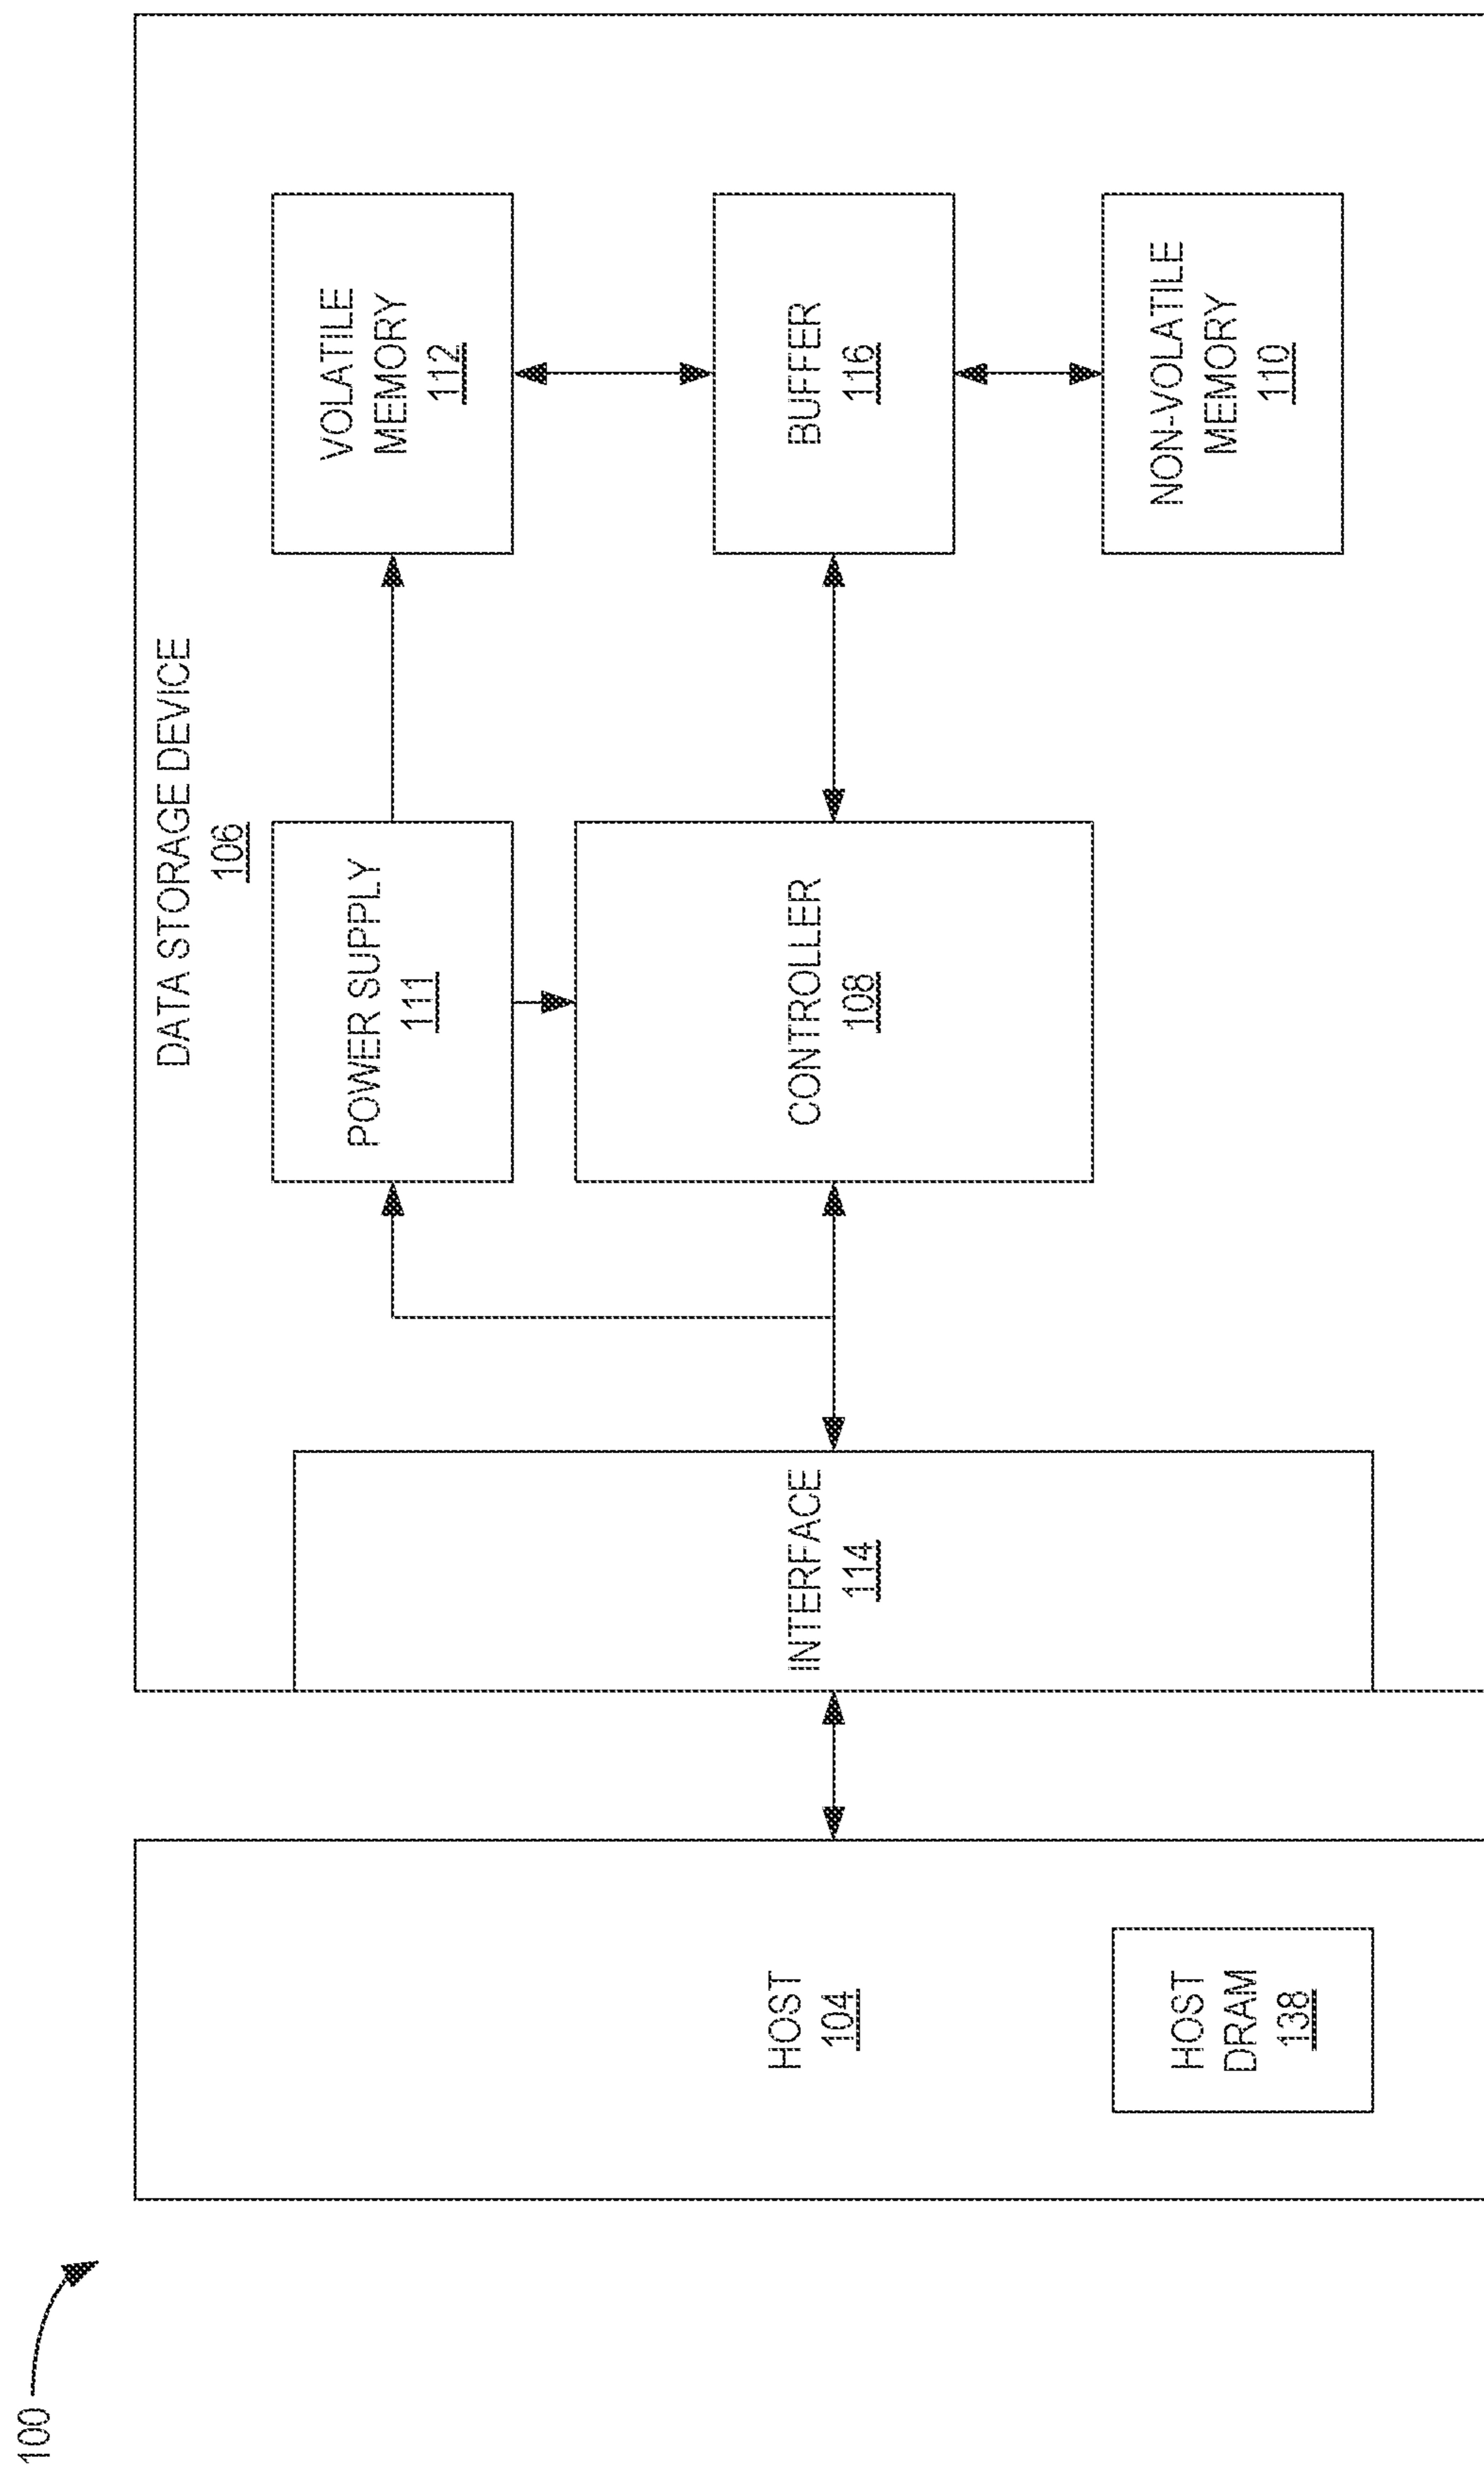 100
HOST
104
HOST
DRAM
138
DATA STORAGE DEVICE
106
INTERFACE
114
POWER SUPPLY
111
CONTROLLER
108
VOLATILE
MEMORY
112
BUFFER
116
NON-VOLATILE
MEMORY
110